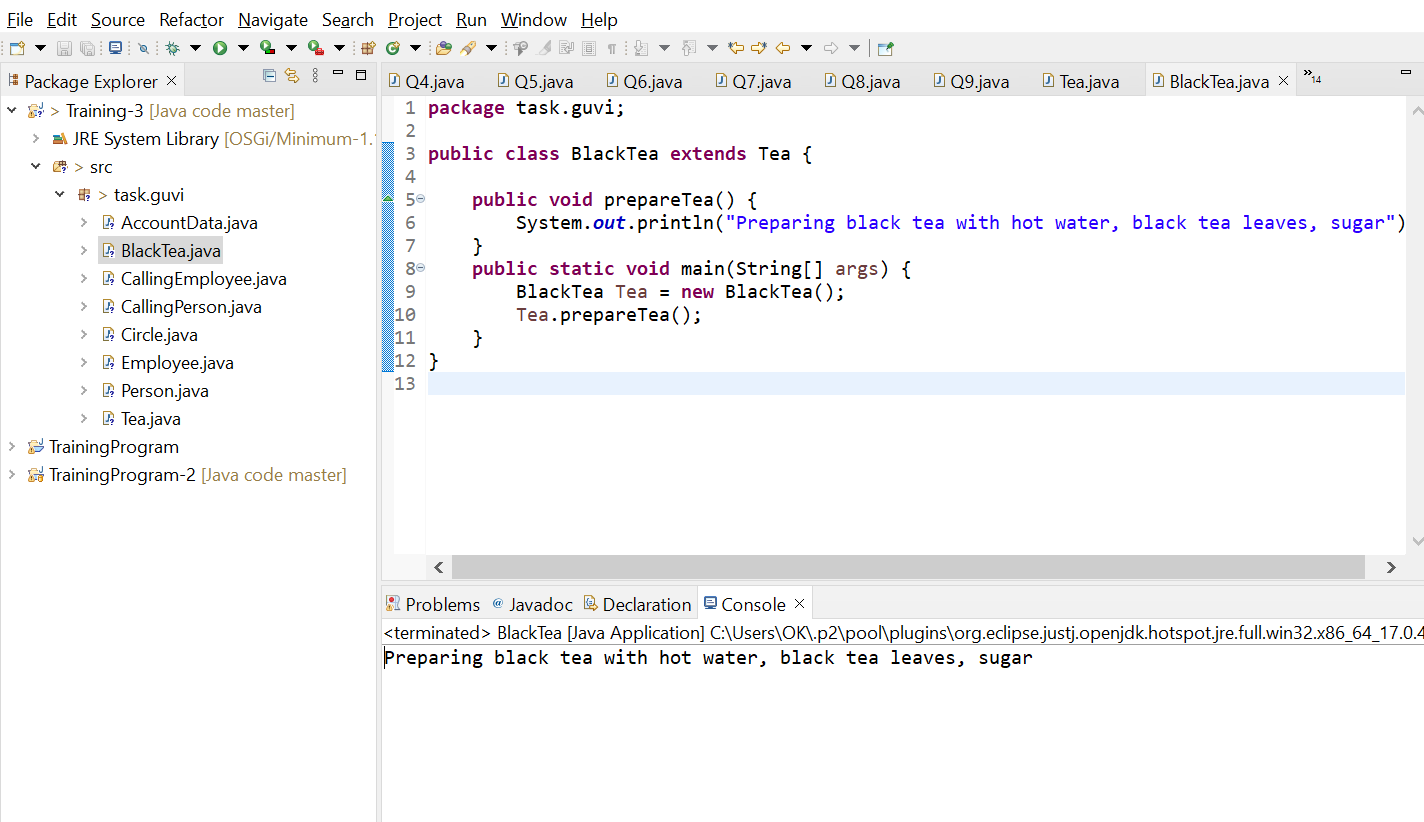 File Edit Source Refactor Navigate Search Project Run Window Help
Package Explorer
Training-3 [Java code master]
JRE System Library [OSGi/Minimum-1.
> src
> task.guvi
AccountData.java
BlackTea.java
CallingEmployee.java
CallingPerson.java
Circle.java
Employee.java
Person.java
Tea.java
TrainingProgram
TrainingProgram-2 [Java code master]
Q4.java Q5.java Q6.java Q7.java Q8.java Q9.java Tea.java BlackTea.java »14
1 package task.guvi;
2
3 public class BlackTea extends Tea {
4
5 public void prepareTea() {
6 System.out.println("Preparing black tea with hot water, black tea leaves, sugar")
7 }
8 public static void main(String[] args) {
9 BlackTea Tea = new BlackTea();
10 Tea.prepareTea();
11 }
12 }
13
Problems @ Javadoc Declaration Console
<terminated> BlackTea [Java Application] C:\Users\OK\.p2\pool\plugins\org.eclipse.justj.openjdk.hotspot.jre.full.win32.x86_64_17.0.4
Preparing black tea with hot water, black tea leaves, sugar